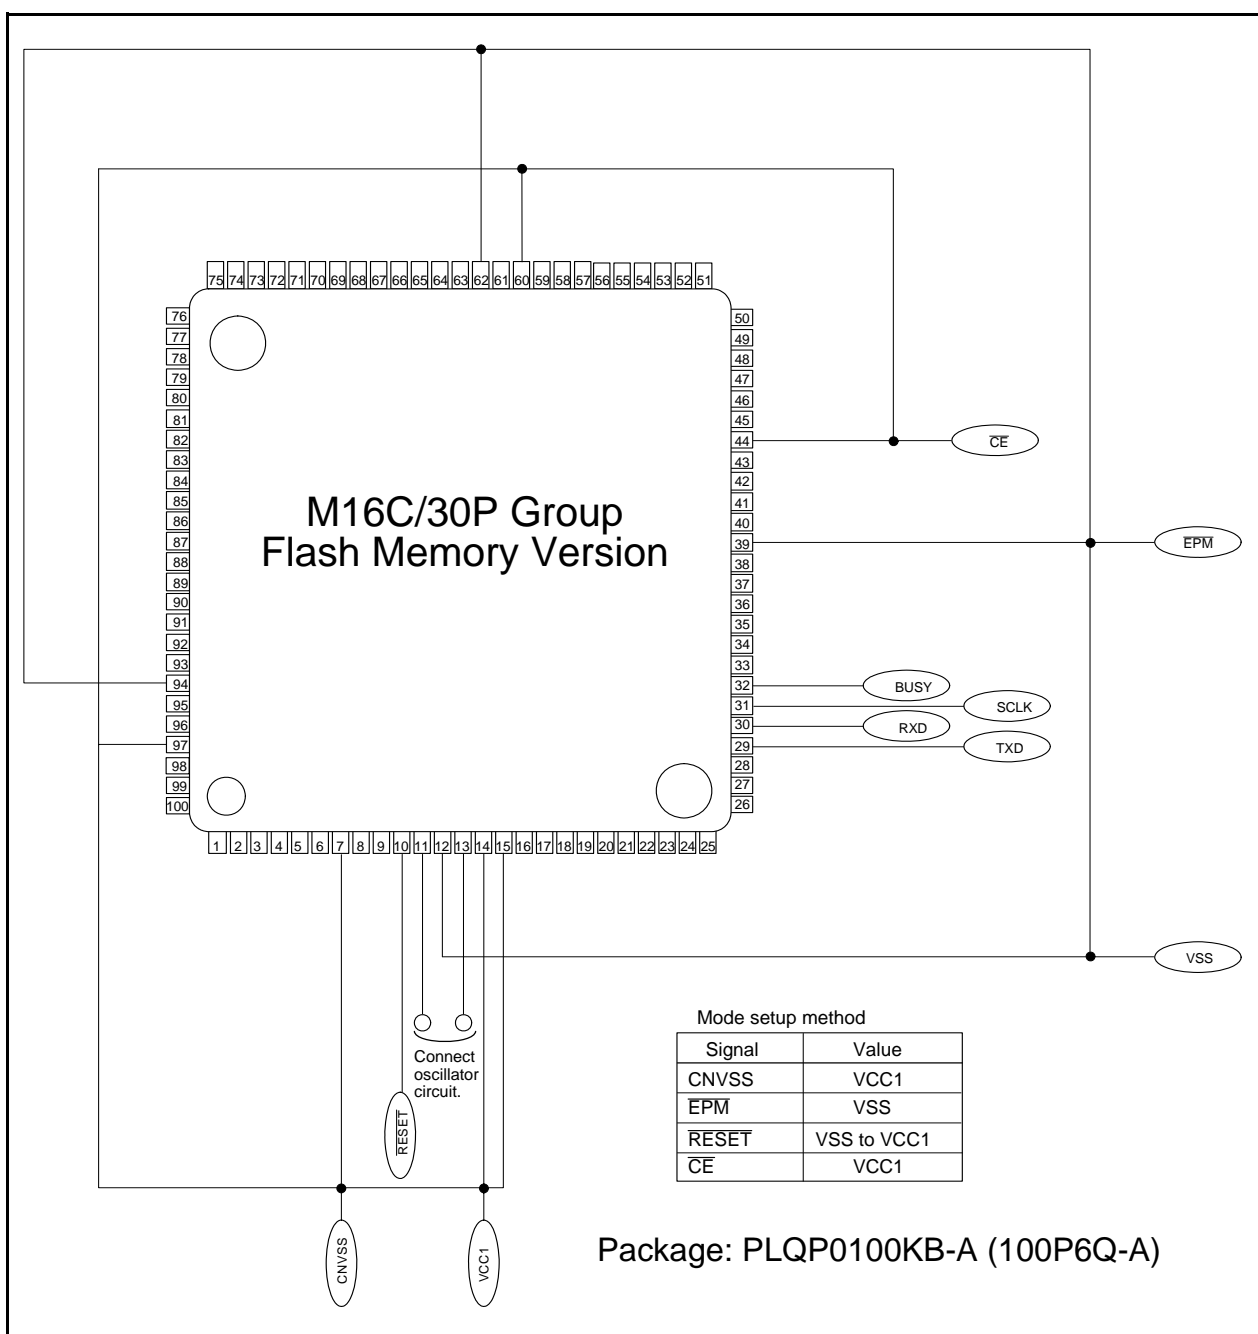 75 74 73 72 71 70 69 68 67 66 65 64 63 62 61 60 59 58 57 56 55 54 53 52 51
76
77
78
79
80
81
82
83
84
85
86
87
88
89
90
91
92
93
94
95
96
97
98
99
100
M16C/30P Group
Flash Memory Version
50
49
48
47
46
45
44
43
42
41
40
39
38
37
36
35
34
33
32
31
30
29
28
27
26
CE
EPM
BUSY
SCLK
RXD
TXD
1 2 3 4 5 6 7 8 9 10 11 12 13 14 15 16 17 18 19 20 21 22 23 24 25
VSS
Connect
oscillator
circuit.
RESET
CNVSS
VCC1
Mode setup method
Signal Value
CNVSS VCC1
EPM VSS
RESET VSS to VCC1
CE VCC1
Package: PLQP0100KB-A (100P6Q-A)